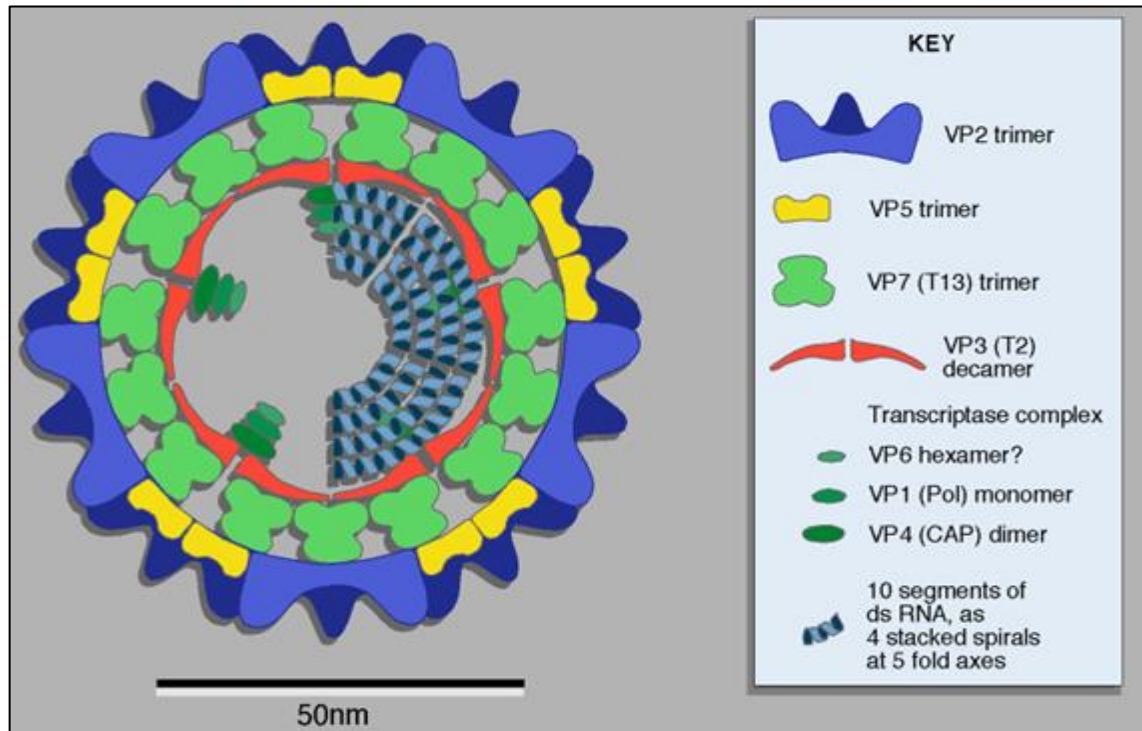 KEY
VP2 trimer
VP5 trimer
VP7 (T13) trimer
VP3 (T2)
decamer
Transcriptase complex
VP6 hexamer?
VP1 (Pol) monomer
VP4 (CAP) dimer
10 segments of
ds RNA, as
4 stacked spirals
at 5 fold axes
50nm